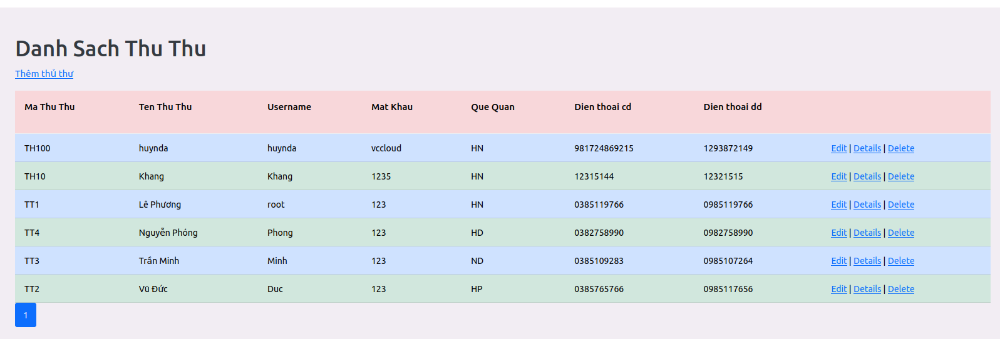 Danh Sach Thu Thu
Thêm thủ thư
Ma Thu Thu Ten Thu Thu Username Mat Khau Que Quan Dien thoai cd Dien thoai dd
TH100 huynda huynda vccloud HN 981724869215 1293872149 Edit | Details | Delete
TH10 Khang Khang 1235 HN 12315144 12321515 Edit | Details | Delete
TT1 Lê Phương root 123 HN 0385119766 0985119766 Edit | Details | Delete
TT4 Nguyễn Phóng Phong 123 HD 0382758990 0982758990 Edit | Details | Delete
TT3 Trần Minh Minh 123 ND 0385109283 0985107264 Edit | Details | Delete
TT2 Vũ Đức Duc 123 HP 0385765766 0985117656 Edit | Details | Delete
1